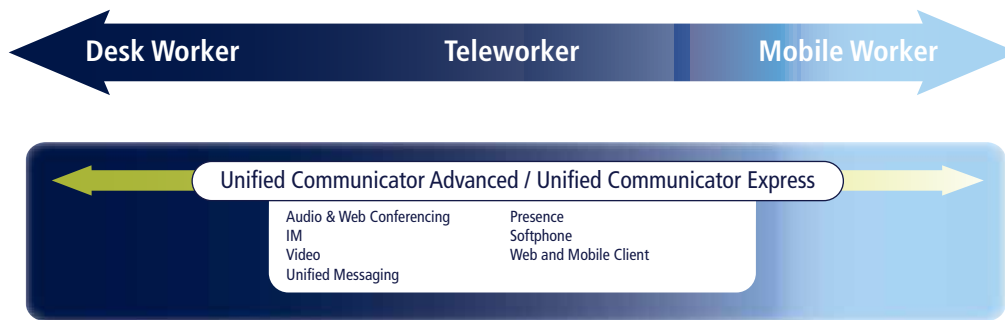 Desk Worker Teleworker Mobile Worker
Unified Communicator Advanced / Unified Communicator Express
Audio & Web Conferencing
IM
Video
Unified Messaging
Presence
Softphone
Web and Mobile Client